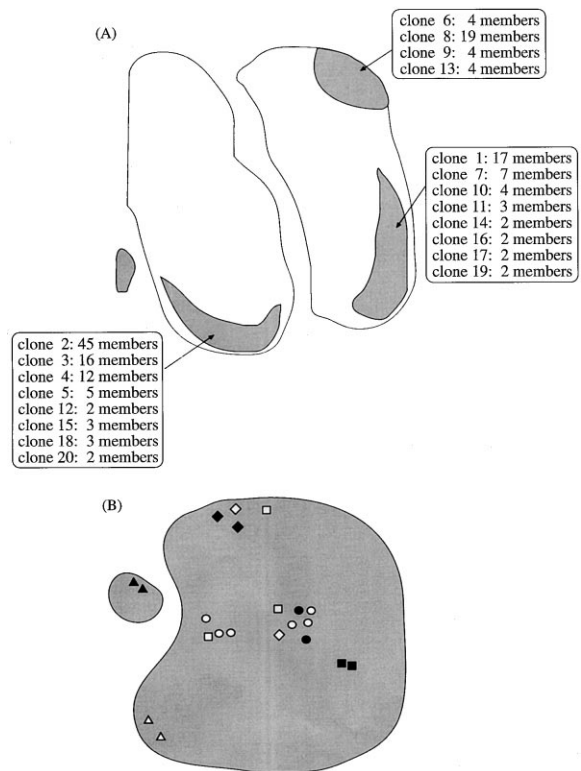 (A)
clone 6: 4 members
clone 8: 19 members
clone 9: 4 members
clone 13: 4 members
clone 1: 17 members
clone 7: 7 members
clone 10: 4 members
clone 11: 3 members
clone 14: 2 members
clone 16: 2 members
clone 17: 2 members
clone 19: 2 members
clone 2: 45 members
clone 3: 16 members
clone 4: 12 members
clone 5: 5 members
clone 12: 2 members
clone 15: 3 members
clone 18: 3 members
clone 20: 2 members
(B)